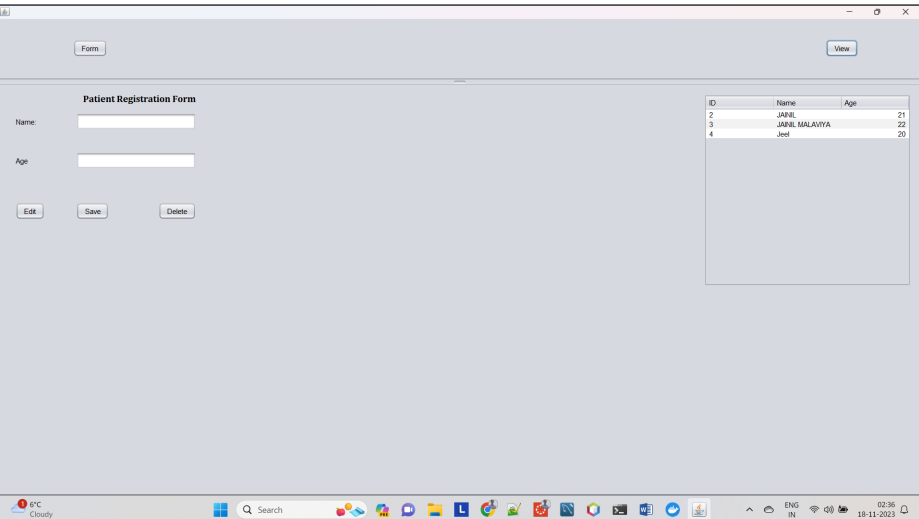 Form
View
Patient Registration Form
Name:
Age
Edit Save Delete
ID Name Age
2 JAINIL 21
3 JAINIL MALAVIYA 22
4 Jeel 20
1
6°C
Cloudy
Search
PRE
L
W
ENG
IN
02:36
18-11-2023